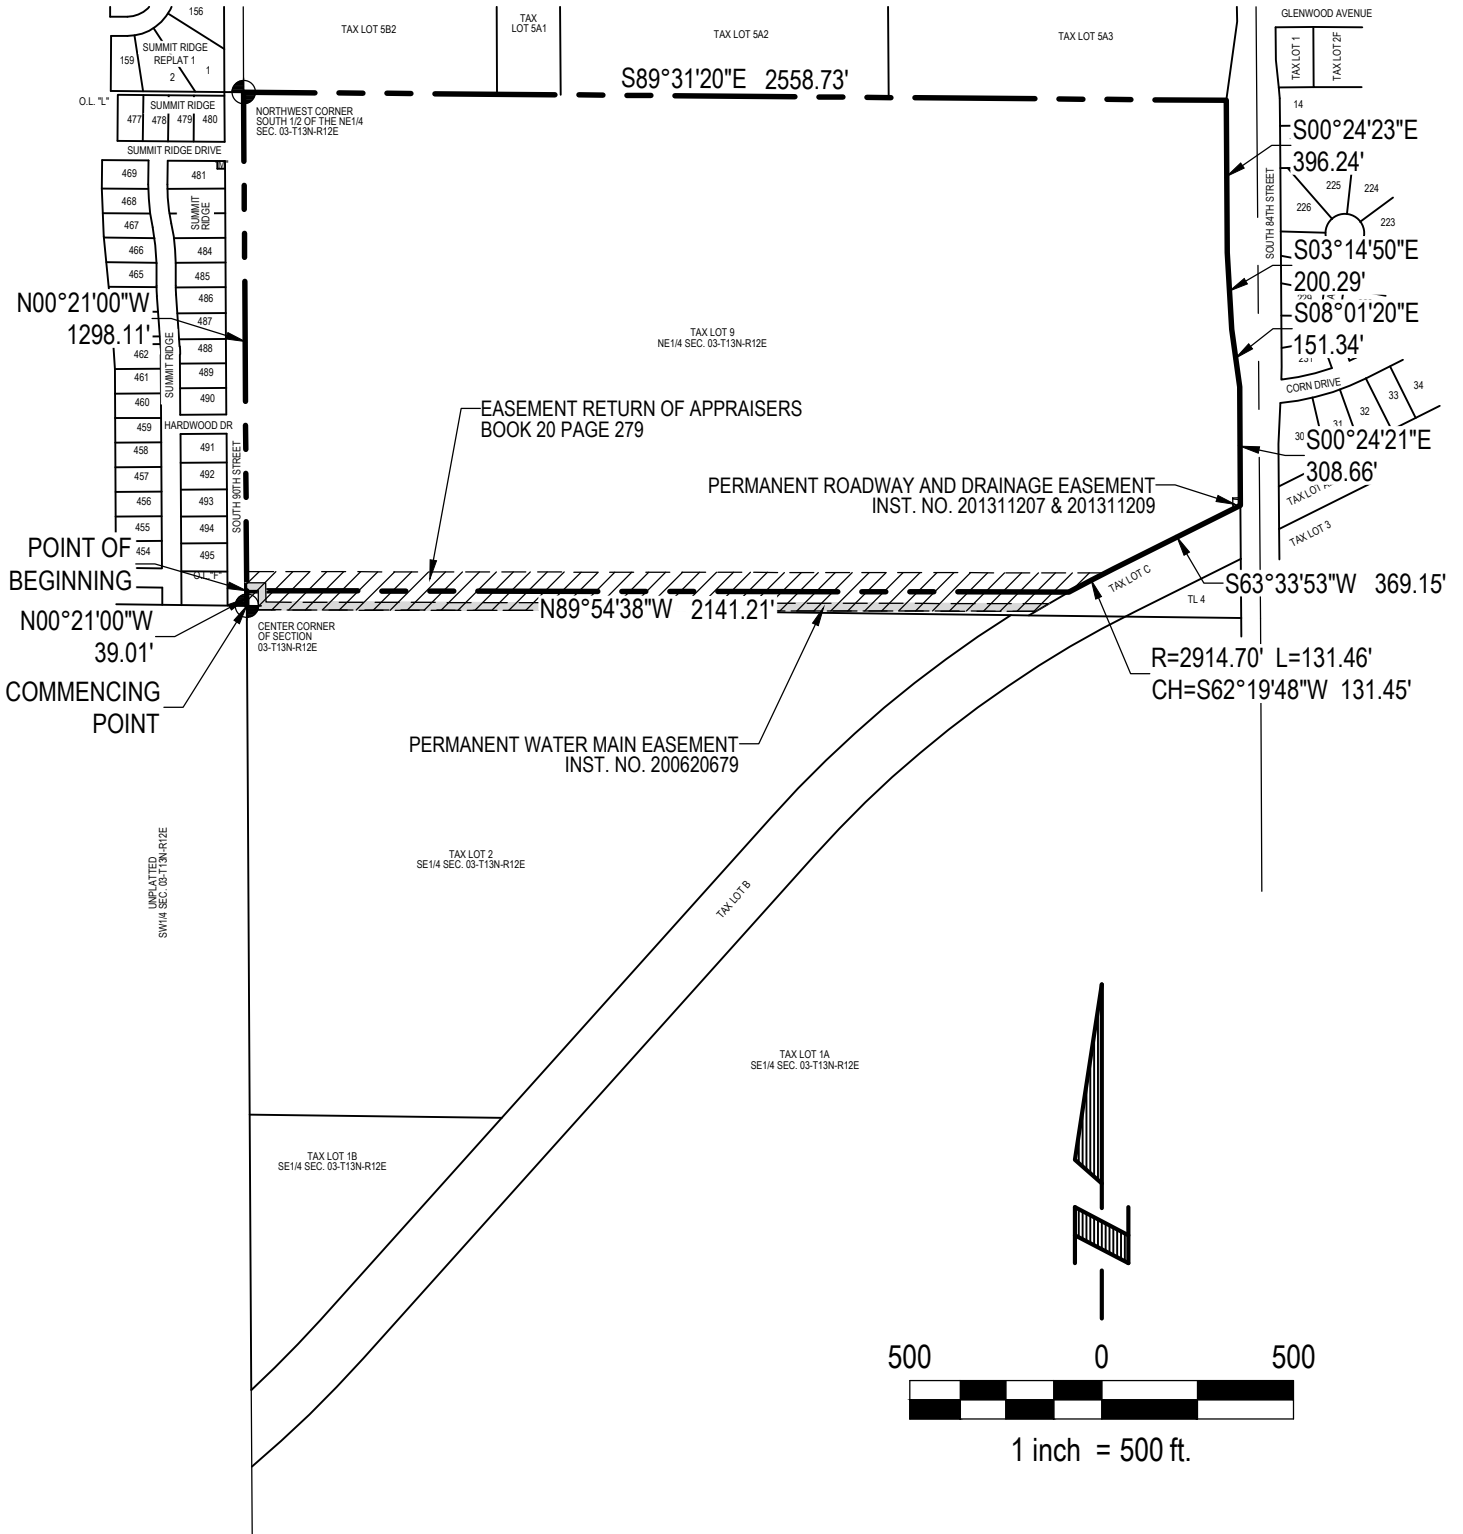 156
TAX LOT 5B2
TAX
LOT 5A1
TAX LOT 5A2
TAX LOT 5A3
GLENWOOD AVENUE
TAX LOT 1
TAX LOT 2F
159
SUMMIT RIDGE
REPLAT 1
2
1
S89°31'20"E 2558.73'
O.L. "L"
SUMMIT RIDGE
477
478
479
480
NORTHWEST CORNER
SOUTH 1/2 OF THE NE1/4
SEC. 03-T13N-R12E
14
S00°24'23"E
396.24'
SUMMIT RIDGE DRIVE
469
481
468
SUMMIT
RIDGE
467
466
484
465
485
486
487
488
462
489
461
490
460
459
HARDWOOD DR
SUMMIT RIDGE
458
491
457
492
456
493
455
494
454
495
O.L. "F"
SOUTH 90TH STREET
SOUTH 84TH STREET
225
224
226
223
S03°14'50"E
200.29'
229
S08°01'20"E
151.34'
231
N00°21'00"W
1298.11'
TAX LOT 9
NE1/4 SEC. 03-T13N-R12E
CORN DRIVE
34
33
32
31
30
S00°24'21"E
308.66'
EASEMENT RETURN OF APPRAISERS
BOOK 20 PAGE 279
PERMANENT ROADWAY AND DRAINAGE EASEMENT
INST. NO. 201311207 & 201311209
TAX LOT
TAX LOT 3
POINT OF
BEGINNING
N00°21'00"W
39.01'
COMMENCING
POINT
CENTER CORNER
OF SECTION
03-T13N-R12E
N89°54'38"W 2141.21'
TAX LOT C
TL 4
S63°33'53"W 369.15'
R=2914.70' L=131.46'
CH=S62°19'48"W 131.45'
PERMANENT WATER MAIN EASEMENT
INST. NO. 200620679
UNPLATTED
SW1/4 SEC. 03-T13N-R12E
TAX LOT 2
SE1/4 SEC. 03-T13N-R12E
TAX LOT B
TAX LOT 1A
SE1/4 SEC. 03-T13N-R12E
TAX LOT 1B
SE1/4 SEC. 03-T13N-R12E
500 0 500
1 inch = 500 ft.